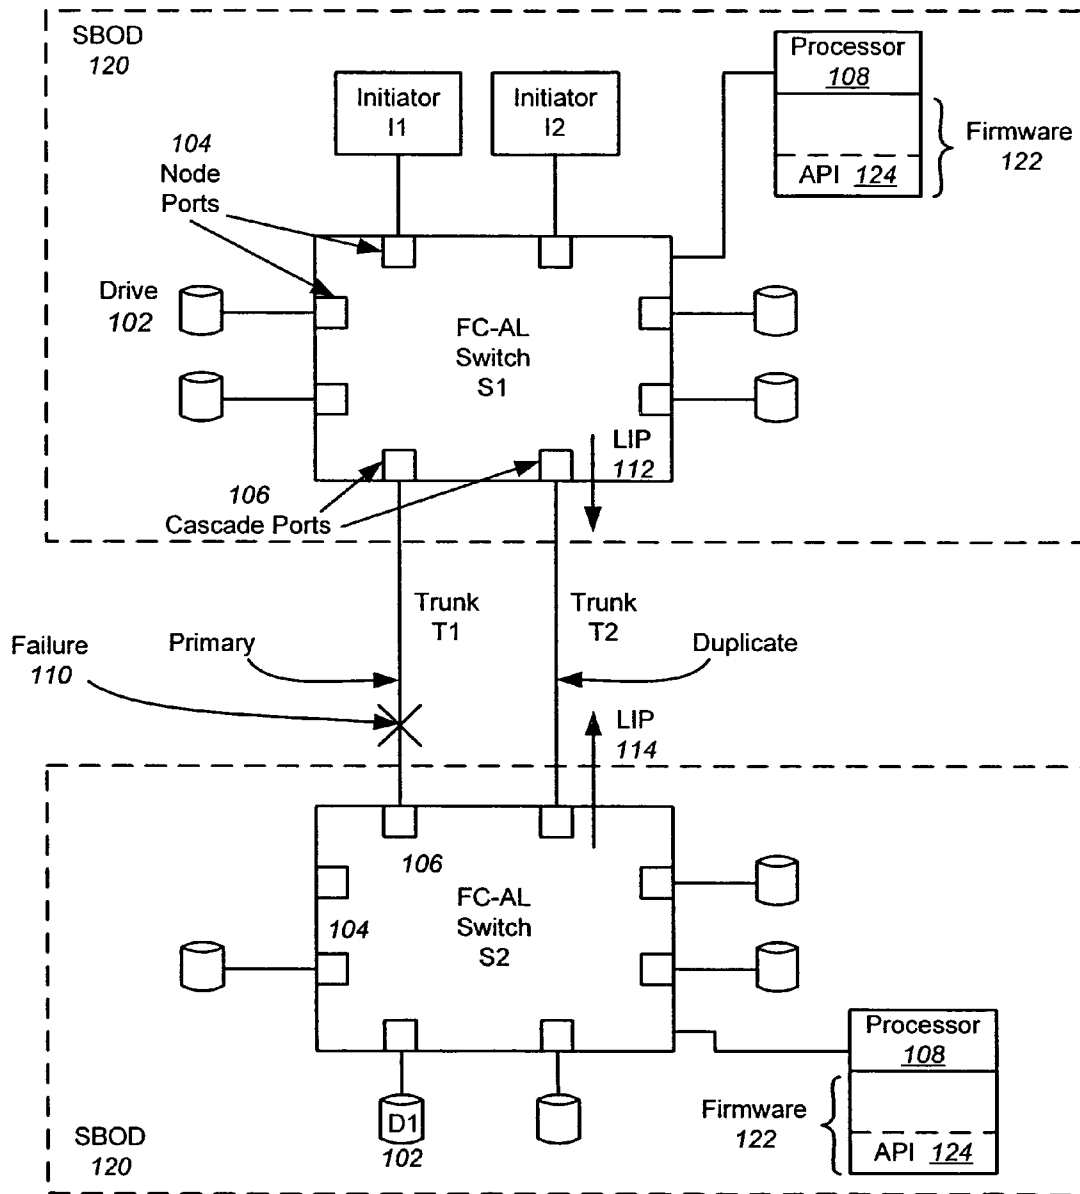 SBOD
120
Processor
108
Initiator
I1
Initiator
I2
Firmware
122
API 124
104
Node
Ports
Drive
102
FC-AL
Switch
S1
LIP
112
106
Cascade Ports
Trunk
T1
Trunk
T2
Failure
110
Primary
Duplicate
LIP
114
106
FC-AL
Switch
S2
104
Processor
108
Firmware
122
API 124
D1
102
SBOD
120